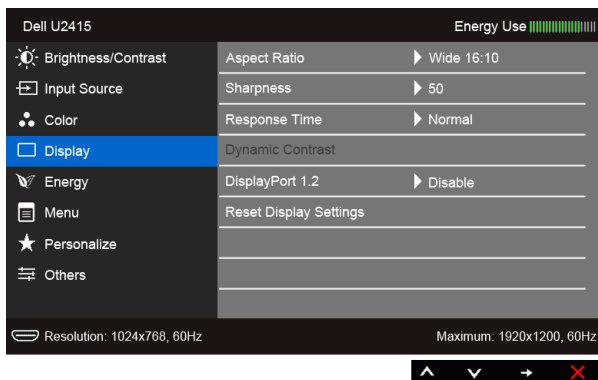 Dell U2415 Energy Use
Brightness/Contrast Aspect Ratio Wide 16:10
Input Source Sharpness 50
Color Response Time Normal
Display Dynamic Contrast
Energy DisplayPort 1.2 Disable
Menu Reset Display Settings
Personalize
Others
Resolution: 1024x768, 60Hz Maximum: 1920x1200, 60Hz